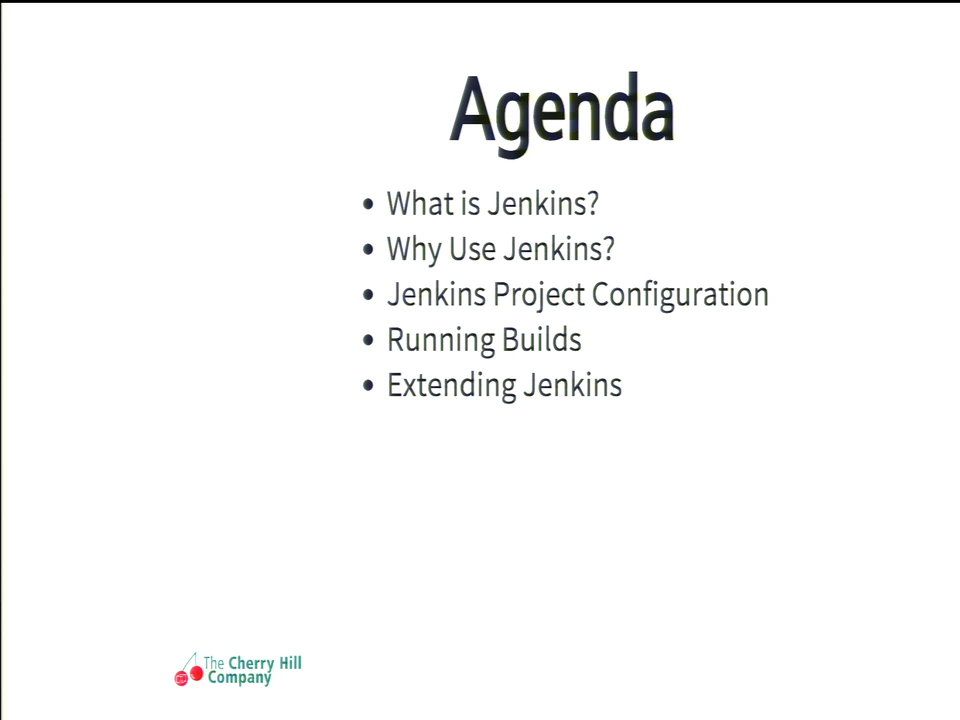 Agenda
• What is Jenkins?
• Why Use Jenkins?
• Jenkins Project Configuration
• Running Builds
• Extending Jenkins
The Cherry Hill
Company